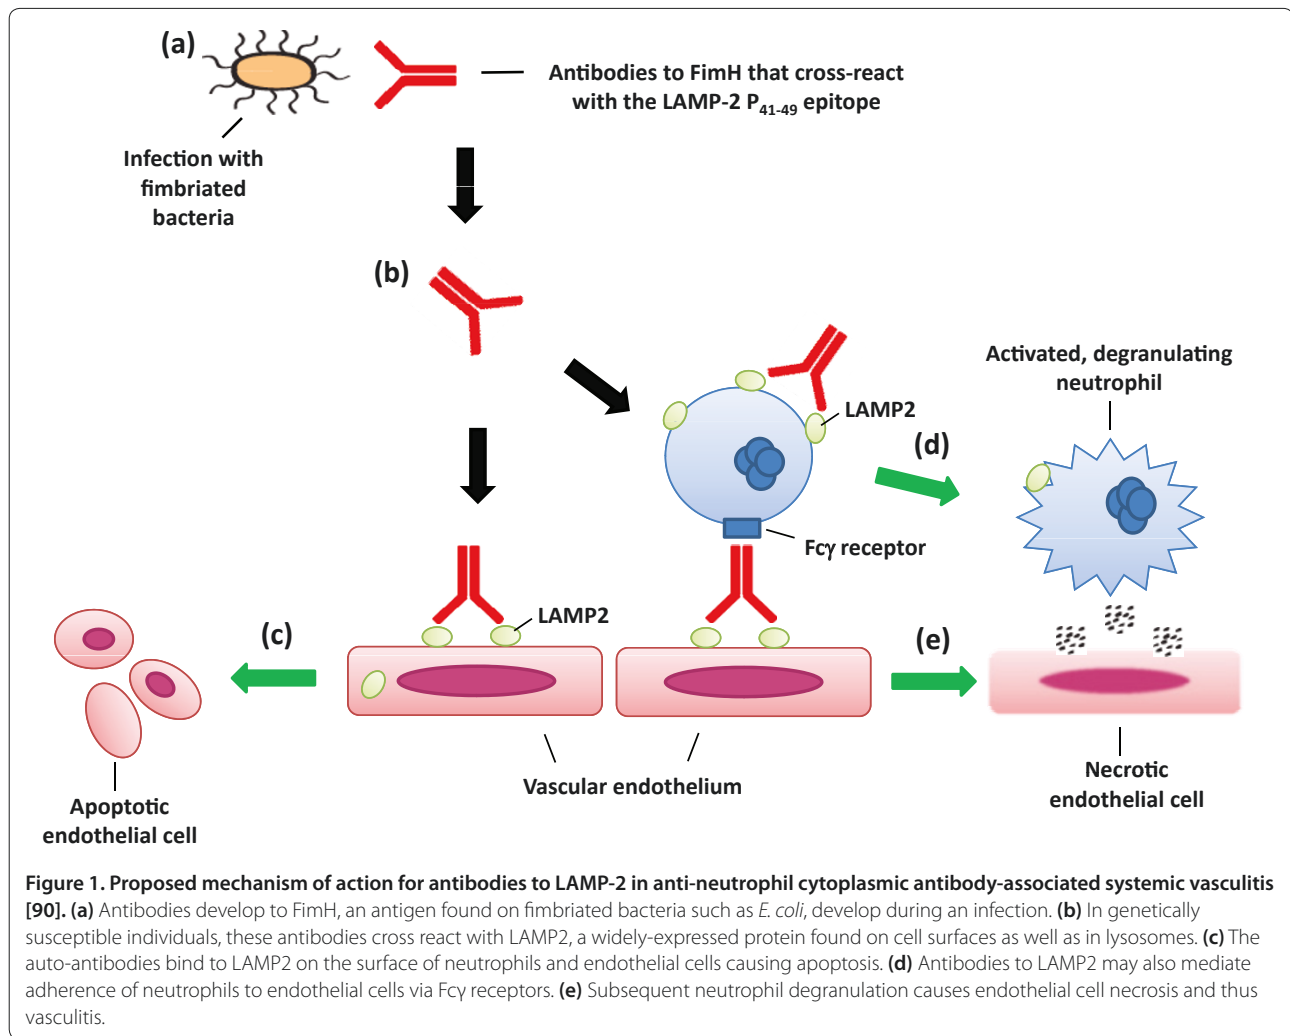 (a)
Antibodies to FimH that cross-react
with the LAMP-2 P41-49 epitope
Infection with
fimbriated
bacteria
(b)
Activated, degranulating
neutrophil
LAMP2
(d)
Fcγ receptor
LAMP2
(c)
(e)
Vascular endothelium
Apoptotic
endothelial cell
Necrotic
endothelial cell
Figure 1. Proposed mechanism of action for antibodies to LAMP-2 in anti-neutrophil cytoplasmic antibody-associated systemic vasculitis
[90]. (a) Antibodies develop to FimH, an antigen found on fimbriated bacteria such as E. coli, develop during an infection. (b) In genetically
susceptible individuals, these antibodies cross react with LAMP2, a widely-expressed protein found on cell surfaces as well as in lysosomes. (c) The
auto-antibodies bind to LAMP2 on the surface of neutrophils and endothelial cells causing apoptosis. (d) Antibodies to LAMP2 may also mediate
adherence of neutrophils to endothelial cells via Fcγ receptors. (e) Subsequent neutrophil degranulation causes endothelial cell necrosis and thus
vasculitis.